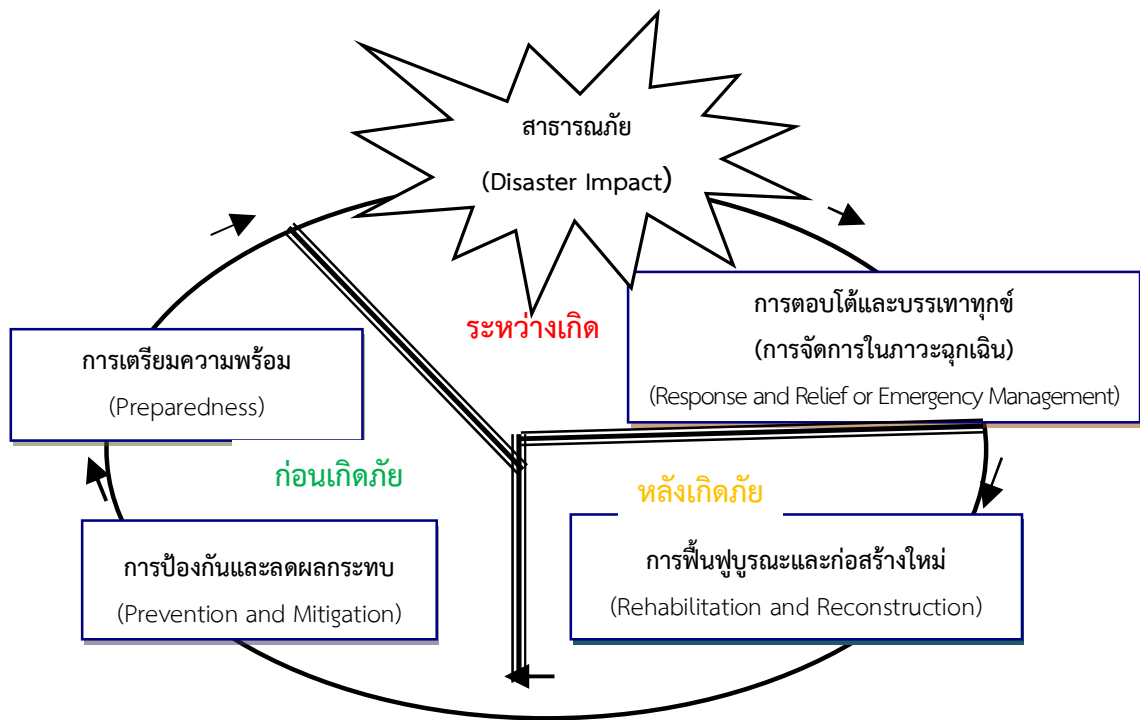 สาธารณภัย
(Disaster Impact)
การตอบโต้และบรรเทาทุกข์
(การจัดการในภาวะฉุกเฉิน)
(Response and Relief or Emergency Management)
ระหว่างเกิด
การเตรียมความพร้อม
(Preparedness)
ก่อนเกิดภัย
หลังเกิดภัย
การป้องกันและลดผลกระทบ
(Prevention and Mitigation)
การฟื้นฟูบูรณะและก่อสร้างใหม่
(Rehabilitation and Reconstruction)